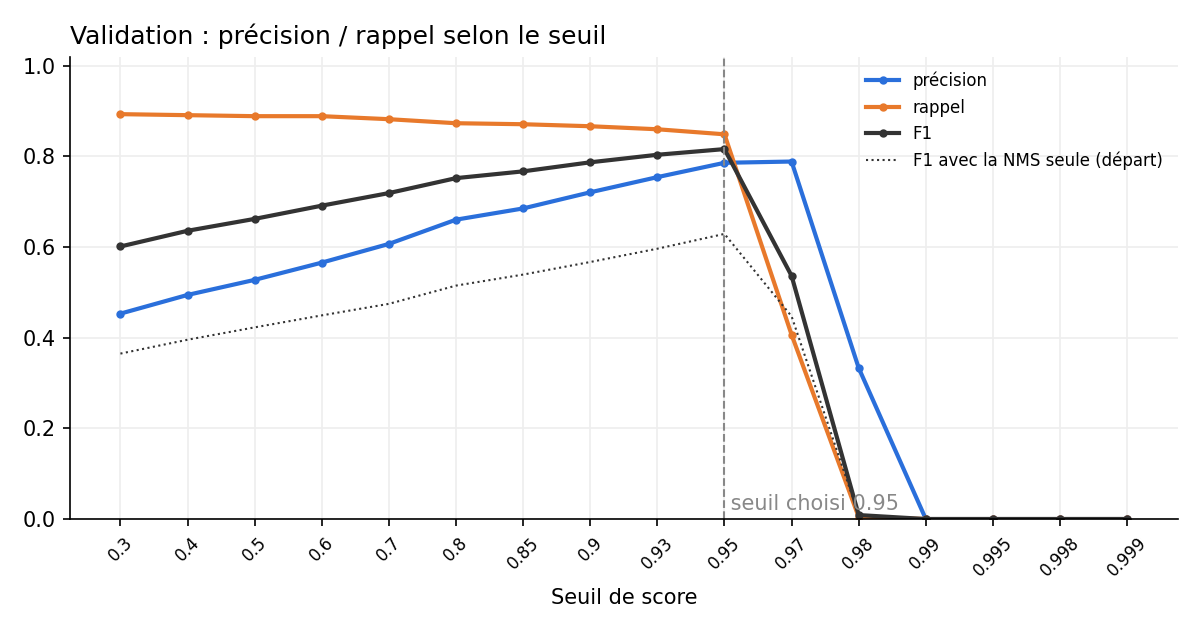 Validation : précision / rappel selon le seuil
1.0
0.8
0.6
0.4
0.2
0.0
précision
rappel
F1
F1 avec la NMS seule (départ)
seuil choisi 0.95
0.3 0.4 0.5 0.6 0.7 0.8 0.85 0.9 0.93 0.95 0.97 0.98 0.99 0.995 0.998 0.999
Seuil de score